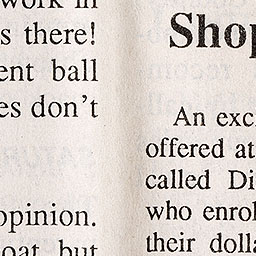 work in
s there!
ent ball
es don't
opinion.
oat, but
Shop
An exc
offered at
called Di
who enrol
their dolla